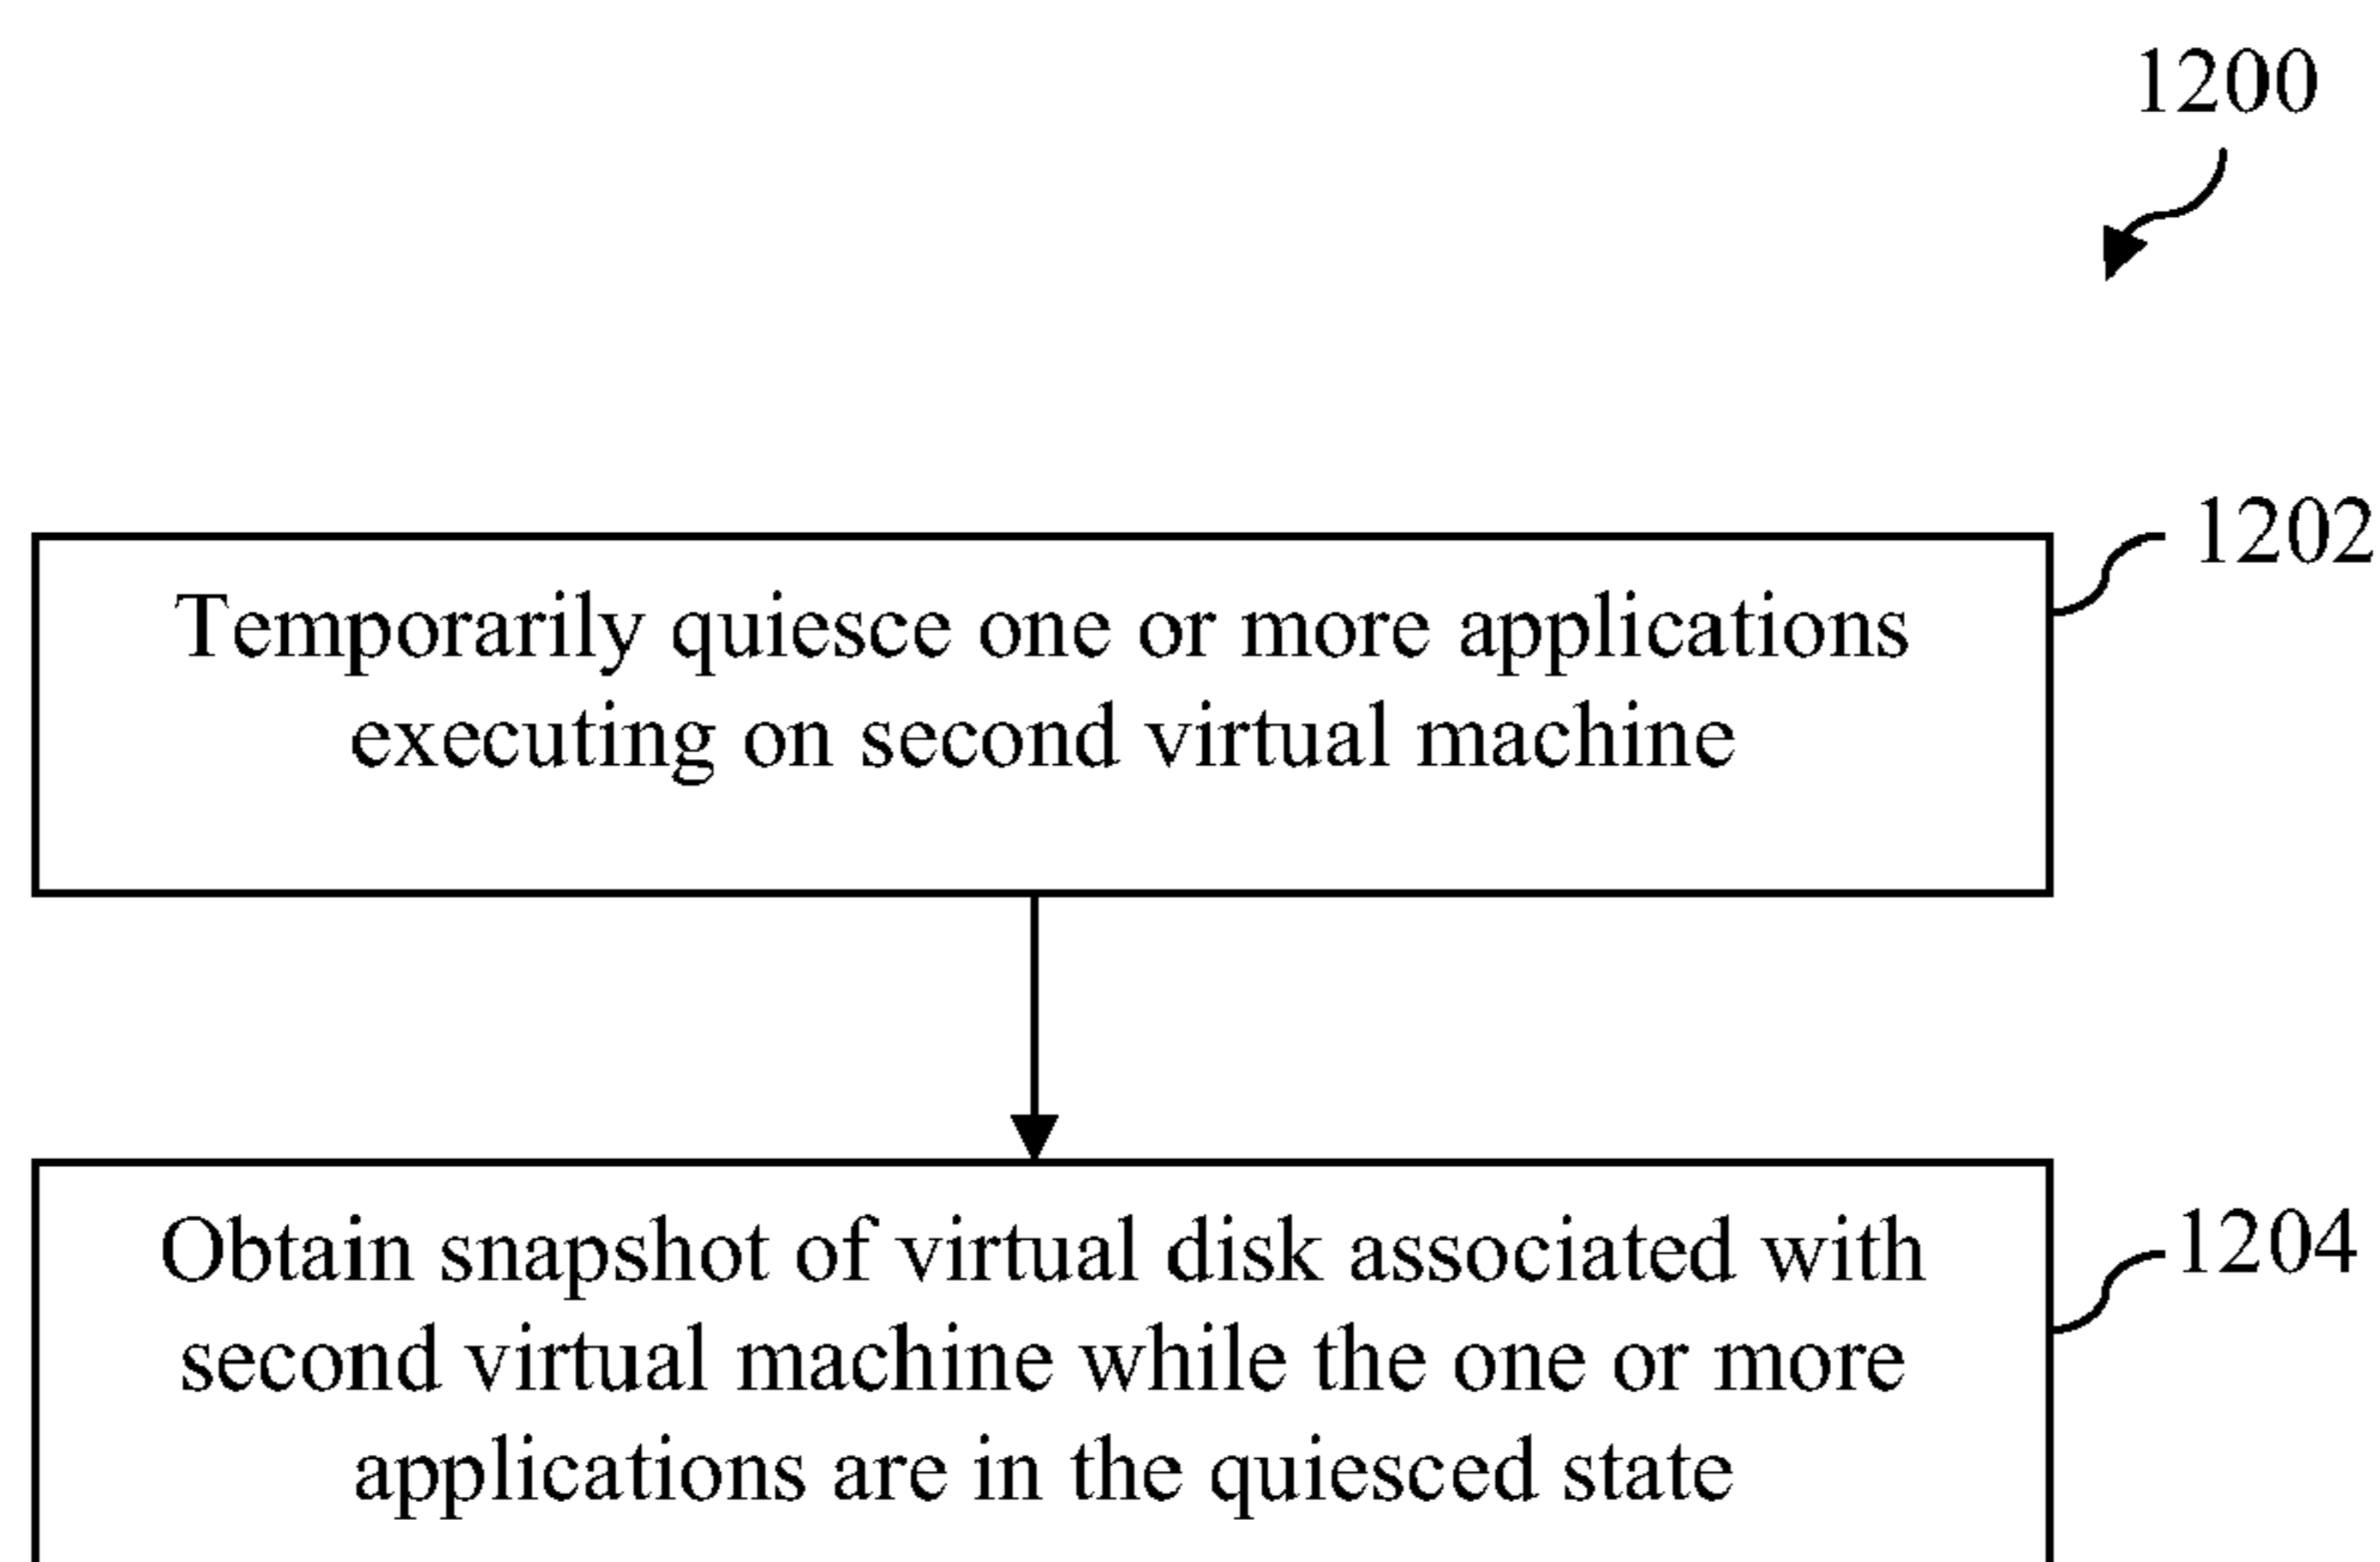 1200
1202
Temporarily quiesce one or more applications
executing on second virtual machine
1204
Obtain snapshot of virtual disk associated with
second virtual machine while the one or more
applications are in the quiesced state